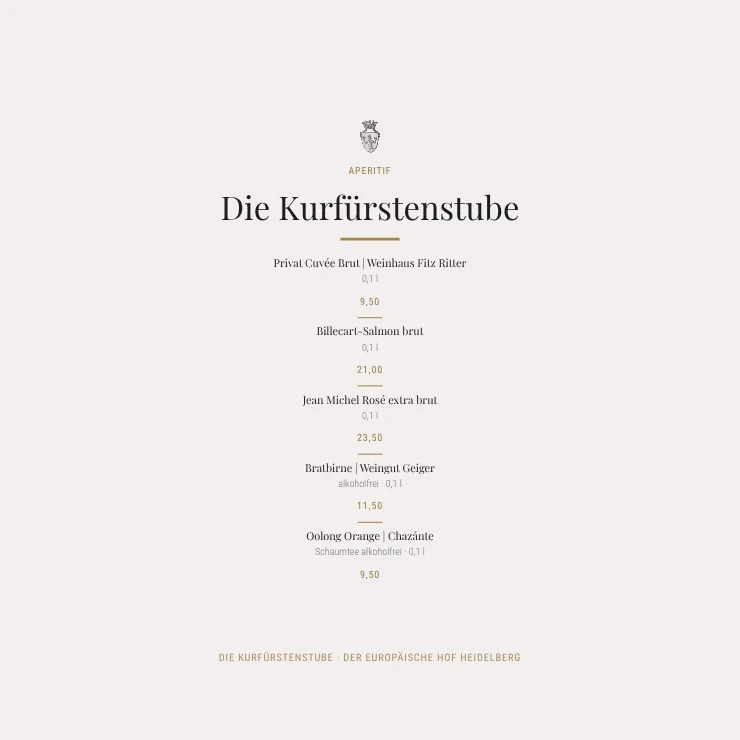 APERITIF
Die Kurfürstenstube
Privat Cuvée Brut | Weinhaus Fitz Ritter
0,1 l
9,50
Billecart-Salmon brut
0,1 l
21,00
Jean Michel Rosé extra brut
0,1 l
23,50
Bratbirne | Weingut Geiger
alkoholfrei · 0,1 l
11,50
Oolong Orange | Chazánte
Schaumtee alkoholfrei · 0,1 l
9,50
DIE KURFÜRSTENSTUBE · DER EUROPÄISCHE HOF HEIDELBERG